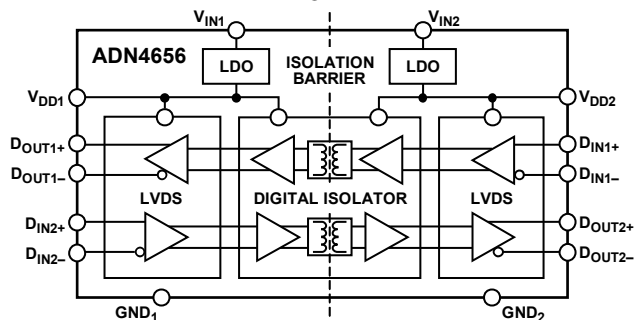 VIN1 VIN2
ADN4656
LDO ISOLATION BARRIER LDO
VDD1 VDD2
DOUT1+ DIN1+
DOUT1– DIN1–
LVDS DIGITAL ISOLATOR LVDS
DIN2+ DOUT2+
DIN2– DOUT2–
GND1 GND2